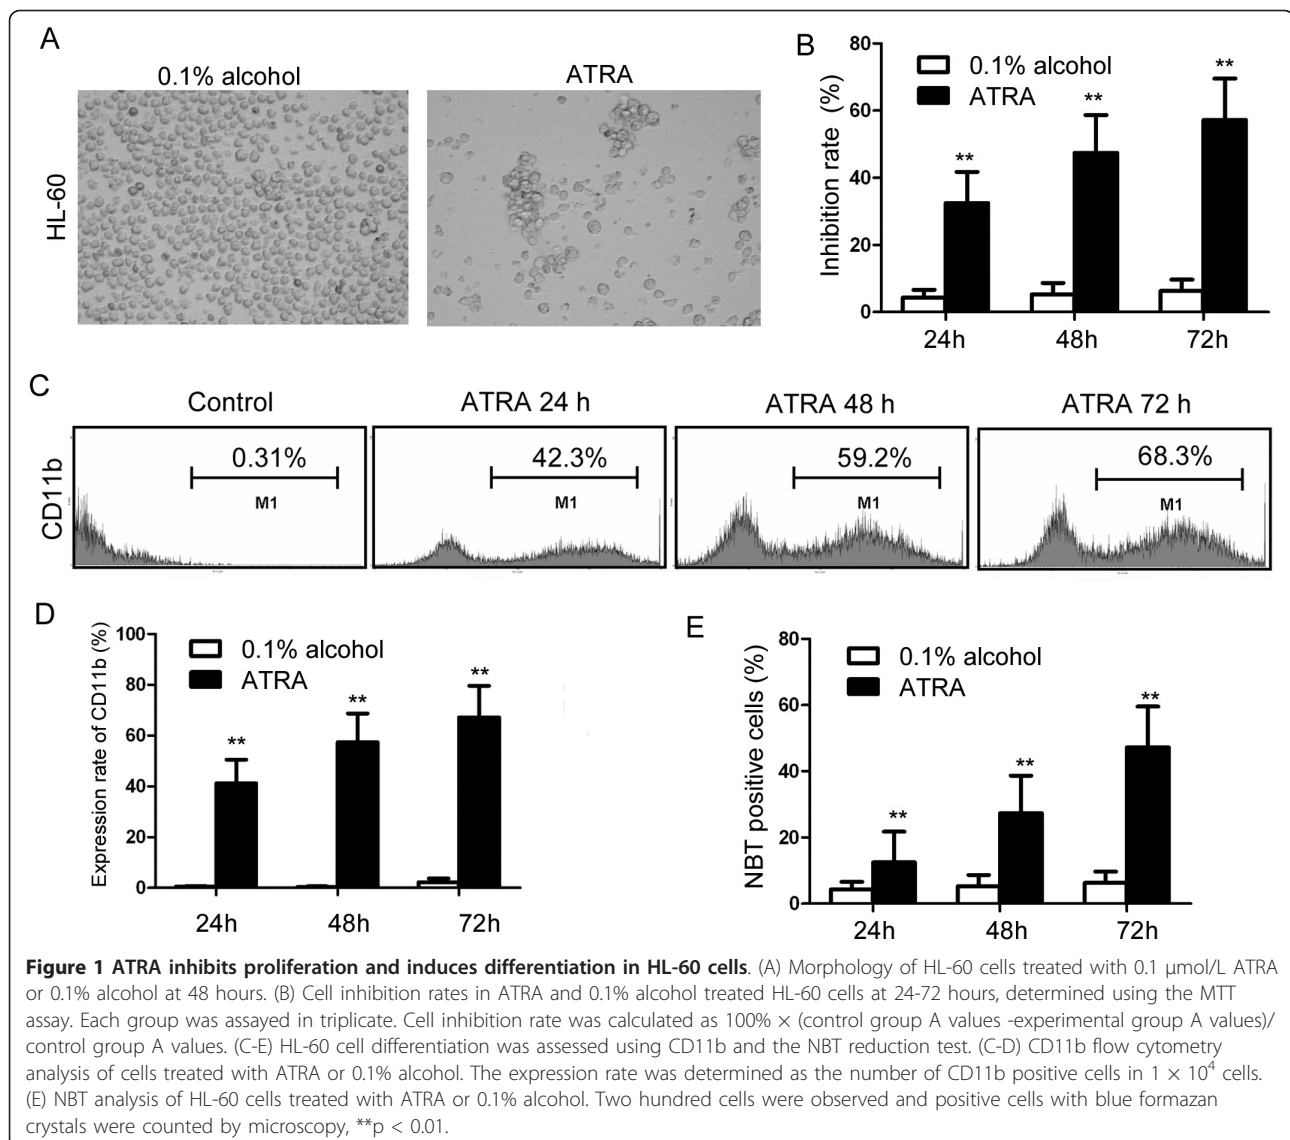 A
0.1% alcohol
ATRA
HL-60
B
80
60
40
20
0
Inhibition rate (%)
0.1% alcohol
ATRA
**
**
**
24h
48h
72h
C
Control
ATRA 24 h
ATRA 48 h
ATRA 72 h
CD11b
0.31%
M1
42.3%
M1
59.2%
M1
68.3%
M1
D
100
80
60
40
20
0
Expression rate of CD11b (%)
0.1% alcohol
ATRA
**
**
**
24h
48h
72h
E
80
60
40
20
0
NBT positive cells (%)
0.1% alcohol
ATRA
**
**
**
24h
48h
72h
Figure 1 ATRA inhibits proliferation and induces differentiation in HL-60 cells. (A) Morphology of HL-60 cells treated with 0.1 μmol/L ATRA
or 0.1% alcohol at 48 hours. (B) Cell inhibition rates in ATRA and 0.1% alcohol treated HL-60 cells at 24-72 hours, determined using the MTT
assay. Each group was assayed in triplicate. Cell inhibition rate was calculated as 100% × (control group A values -experimental group A values)/
control group A values. (C-E) HL-60 cell differentiation was assessed using CD11b and the NBT reduction test. (C-D) CD11b flow cytometry
analysis of cells treated with ATRA or 0.1% alcohol. The expression rate was determined as the number of CD11b positive cells in 1 × 10⁴ cells.
(E) NBT analysis of HL-60 cells treated with ATRA or 0.1% alcohol. Two hundred cells were observed and positive cells with blue formazan
crystals were counted by microscopy, **p < 0.01.